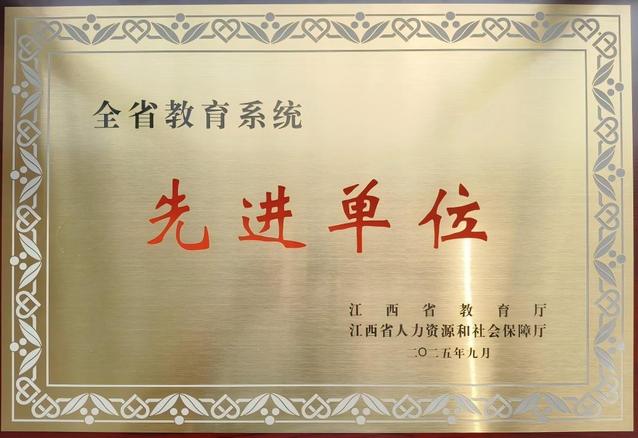 全省教育系统
先进单位
江西省教育厅
江西省人力资源和社会保障厅
二〇二五年九月